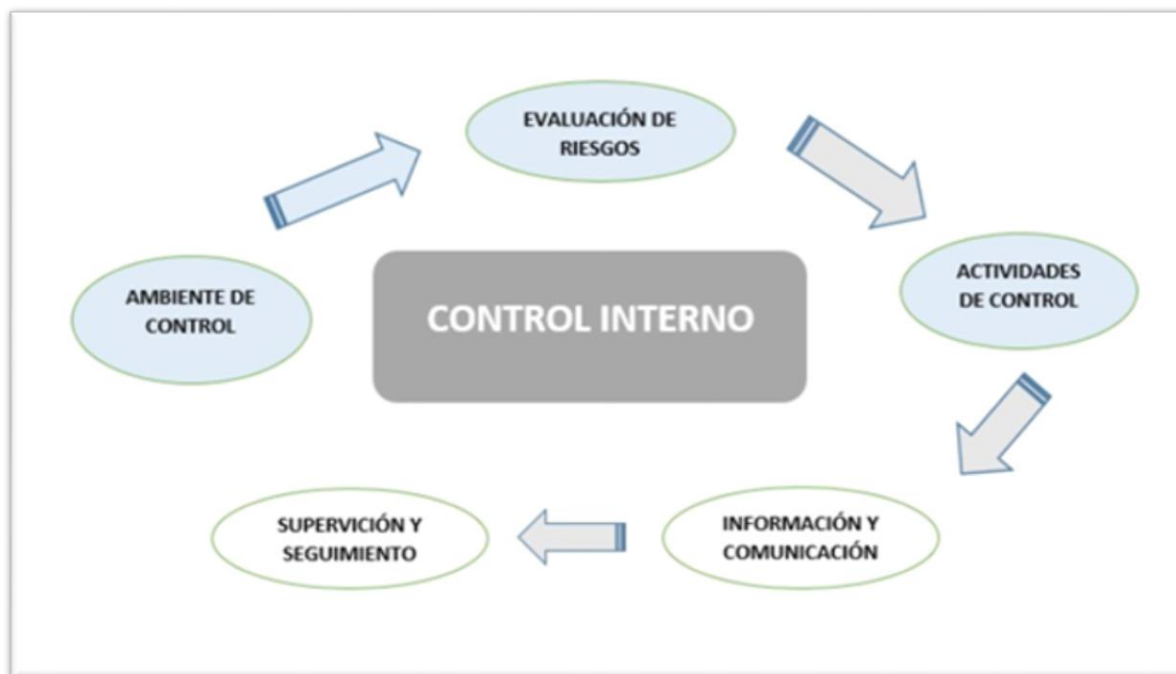 EVALUACIÓN DE
RIESGOS
AMBIENTE DE
CONTROL
CONTROL INTERNO
ACTIVIDADES
DE CONTROL
SUPERVICIÓN Y
SEGUIMIENTO
INFORMACIÓN Y
COMUNICACIÓN